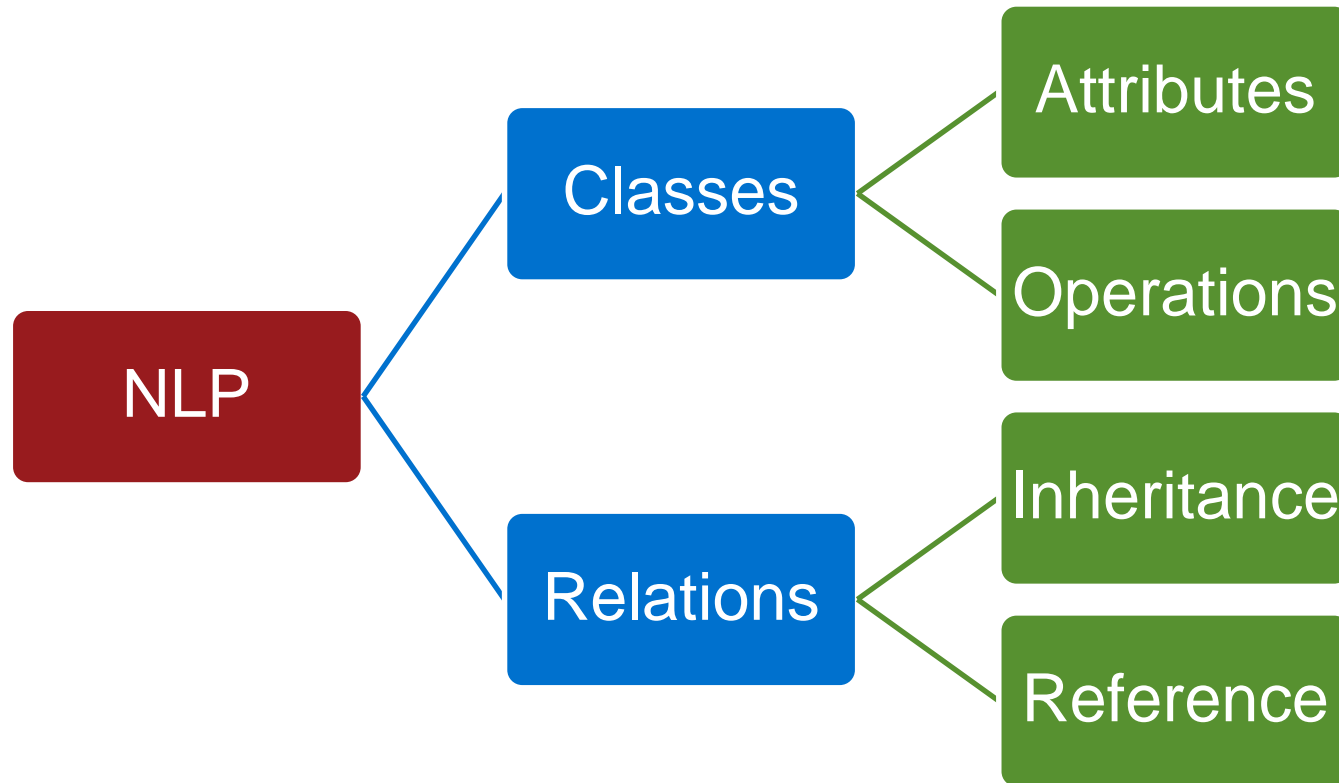 NLP
Classes
Attributes
Operations
Relations
Inheritance
Reference